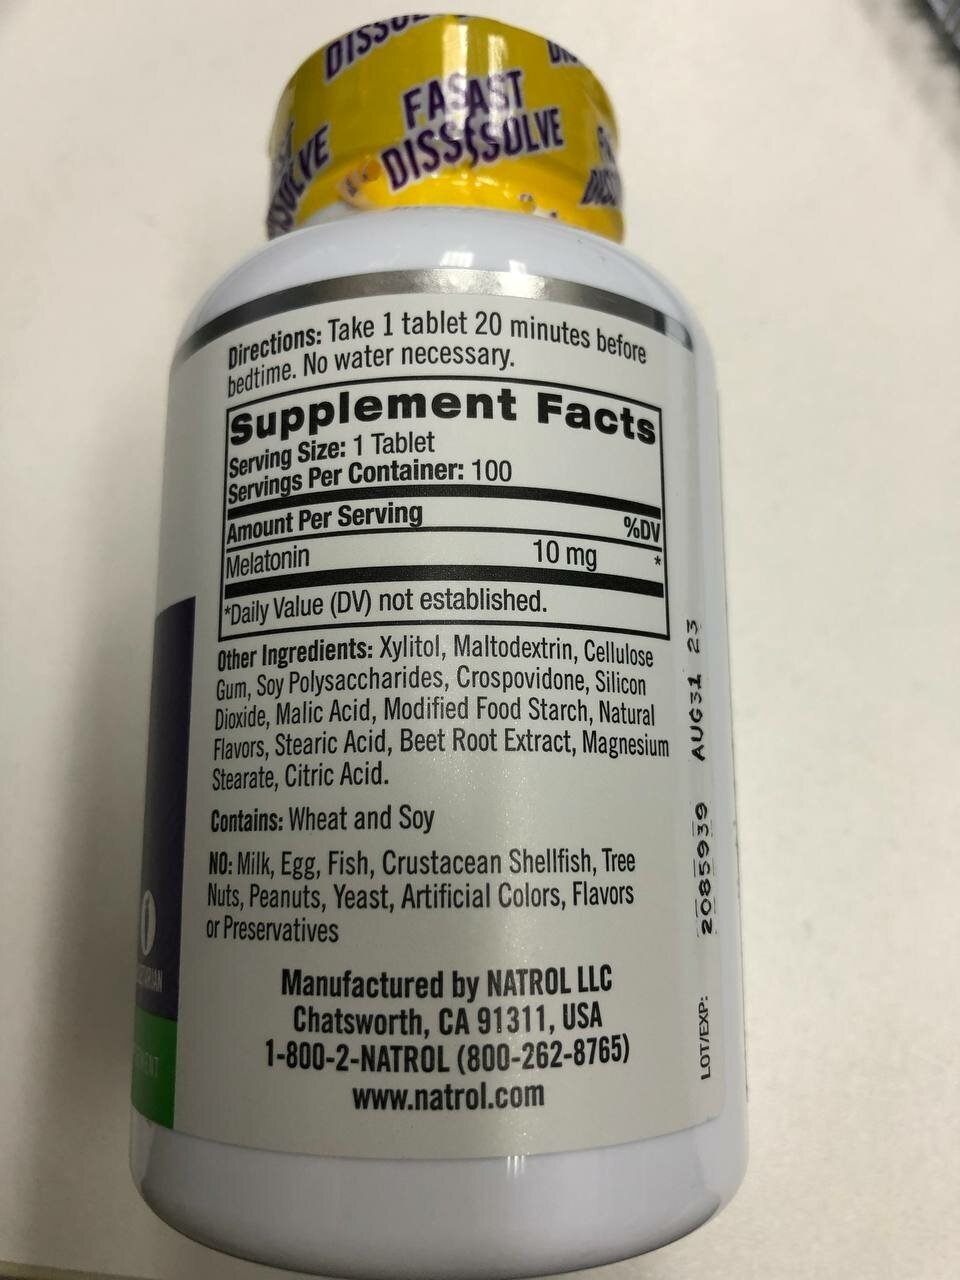 DISSOLVE
FASAST
DISSSSOLVE
Directions: Take 1 tablet 20 minutes before
bedtime. No water necessary.
Supplement Facts
Serving Size: 1 Tablet
Servings Per Container: 100
Amount Per Serving %DV
Melatonin 10 mg *
*Daily Value (DV) not established.
Other Ingredients: Xylitol, Maltodextrin, Cellulose
Gum, Soy Polysaccharides, Crospovidone, Silicon
Dioxide, Malic Acid, Modified Food Starch, Natural
Flavors, Stearic Acid, Beet Root Extract, Magnesium
Stearate, Citric Acid.
Contains: Wheat and Soy
NO: Milk, Egg, Fish, Crustacean Shellfish, Tree
Nuts, Peanuts, Yeast, Artificial Colors, Flavors
or Preservatives
Manufactured by NATROL LLC
Chatsworth, CA 91311, USA
1-800-2-NATROL (800-262-8765)
www.natrol.com
LOT/EXP: 2085939 AUG31 23